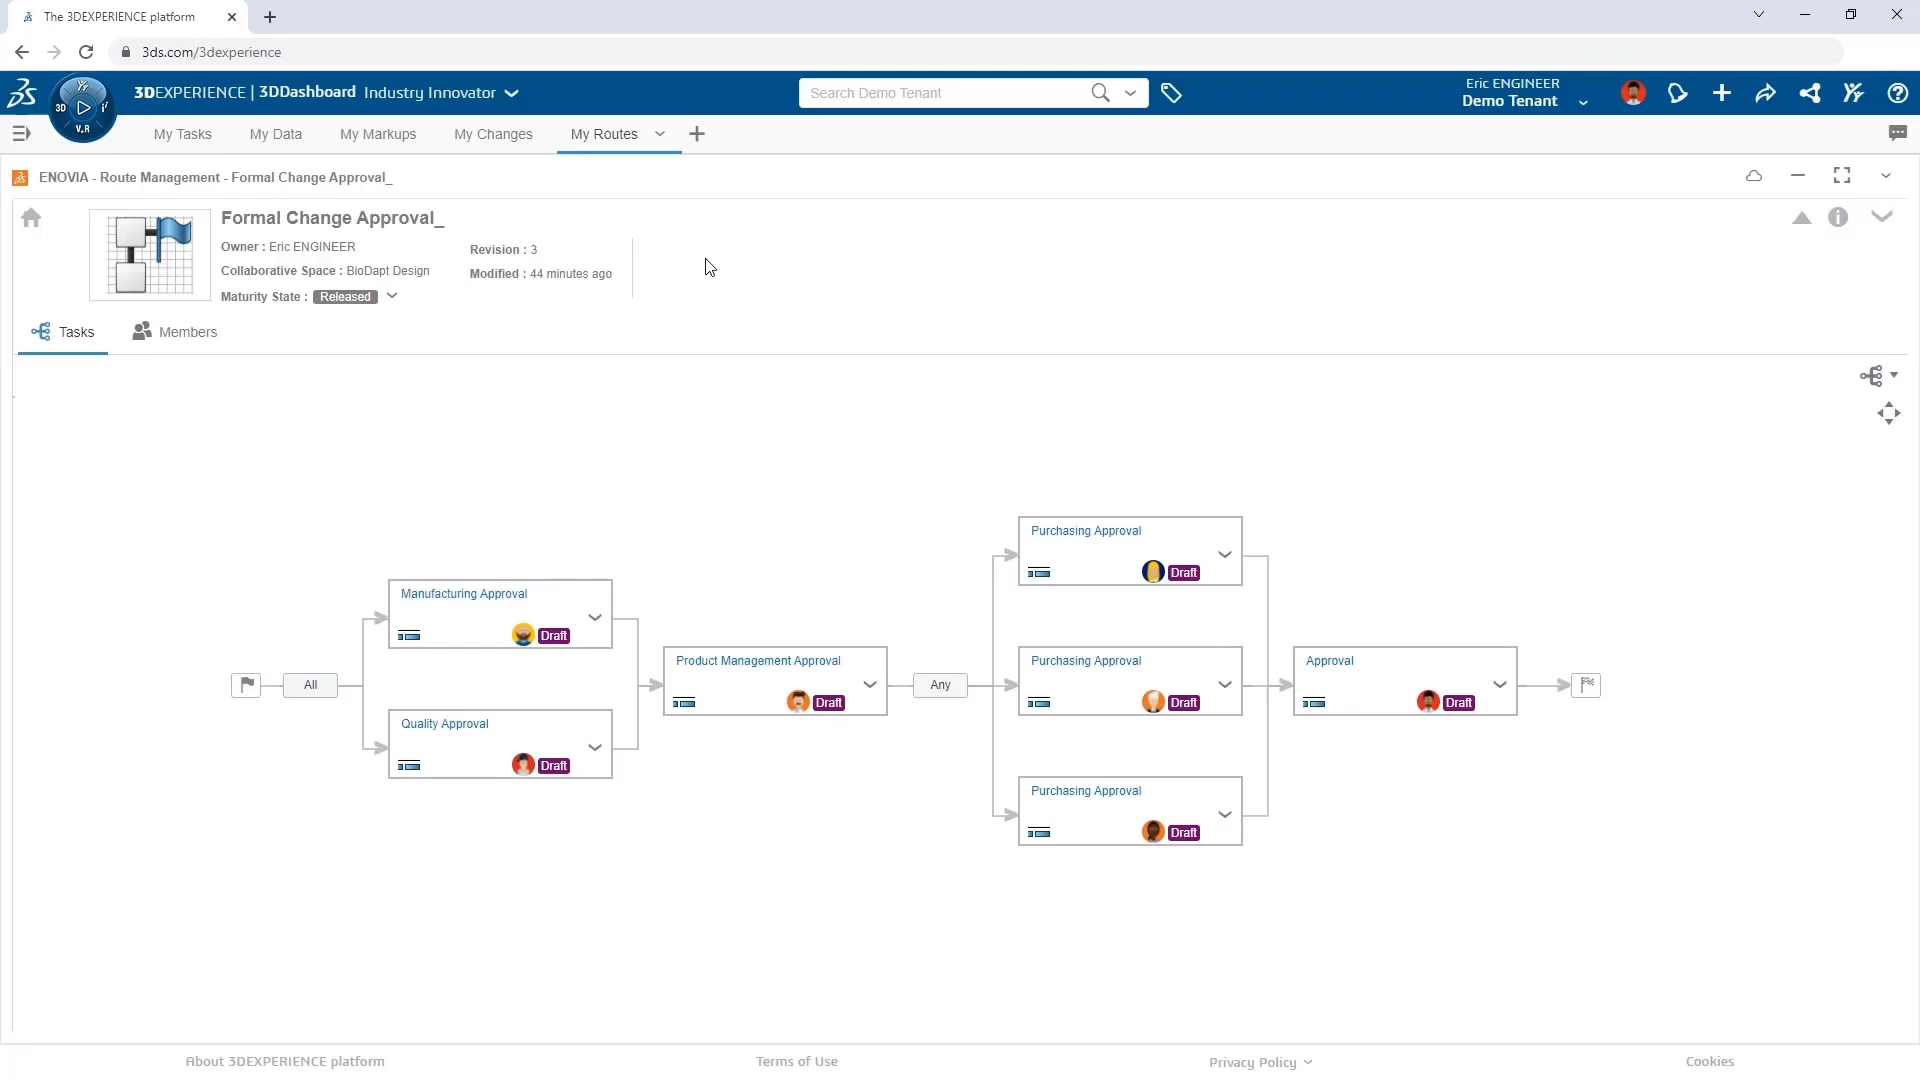 The 3DEXPERIENCE platform
3ds.com/3dexperience
3DEXPERIENCE | 3DDashboard Industry Innovator
Search Demo Tenant
Eric ENGINEER
Demo Tenant
3D
V.R
My Tasks
My Data
My Markups
My Changes
My Routes
ENOVIA - Route Management - Formal Change Approval_
Formal Change Approval_
Owner : Eric ENGINEER
Collaborative Space : BioDapt Design
Maturity State : Released
Revision : 3
Modified : 44 minutes ago
Tasks
Members
All
Manufacturing Approval
Draft
Quality Approval
Draft
Product Management Approval
Draft
Any
Purchasing Approval
Draft
Purchasing Approval
Draft
Purchasing Approval
Draft
Approval
Draft
About 3DEXPERIENCE platform
Terms of Use
Privacy Policy
Cookies